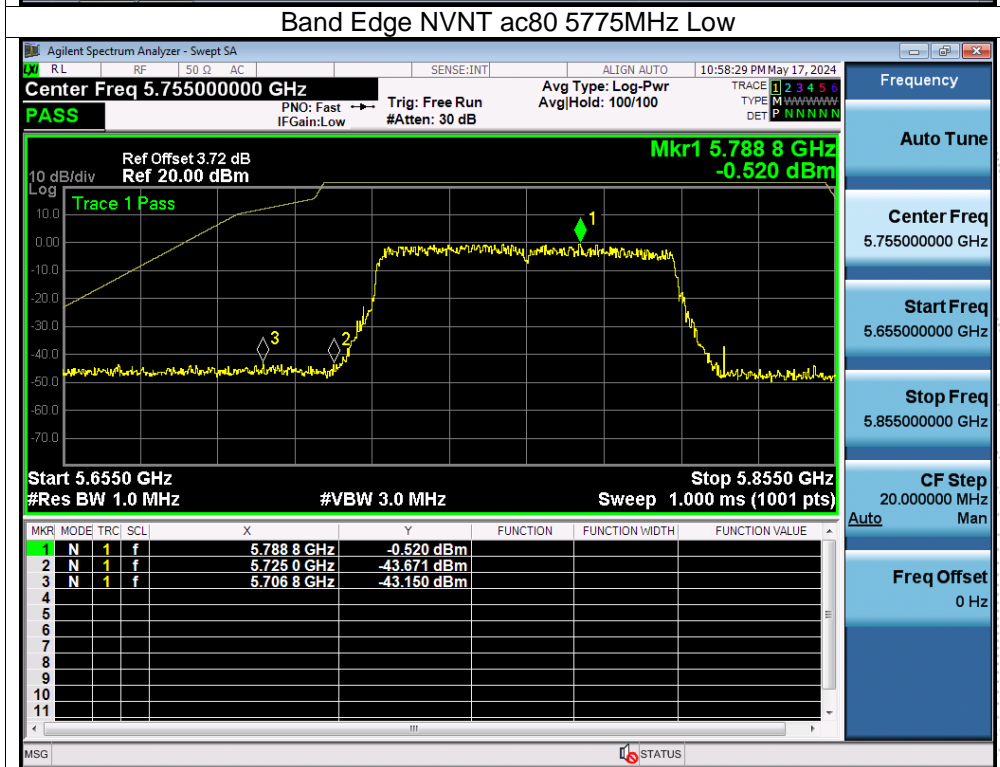 Band Edge NVNT ac80 5775MHz Low
Agilent Spectrum Analyzer - Swept SA
LXI RL RF 50 Ω AC SENSE:INT ALIGN AUTO 10:58:29 PM May 17, 2024
Center Freq 5.755000000 GHz
PASS
PNO: Fast
IFGain:Low
Trig: Free Run
#Atten: 30 dB
Avg Type: Log-Pwr
Avg|Hold: 100/100
TRACE 1 2 3 4 5 6
TYPE M WWWWW
DET P N N N N N
Ref Offset 3.72 dB
10 dB/div Ref 20.00 dBm
Log
Mkr1 5.788 8 GHz
-0.520 dBm
Trace 1 Pass
10.0
0.00
-10.0
-20.0
-30.0
-40.0
-50.0
-60.0
-70.0
1
2
3
Start 5.6550 GHz Stop 5.8550 GHz
#Res BW 1.0 MHz #VBW 3.0 MHz Sweep 1.000 ms (1001 pts)
MKR MODE TRC SCL X Y FUNCTION FUNCTION WIDTH FUNCTION VALUE
1 N 1 f 5.788 8 GHz -0.520 dBm
2 N 1 f 5.725 0 GHz -43.671 dBm
3 N 1 f 5.706 8 GHz -43.150 dBm
4
5
6
7
8
9
10
11
MSG STATUS
Frequency
Auto Tune
Center Freq
5.755000000 GHz
Start Freq
5.655000000 GHz
Stop Freq
5.855000000 GHz
CF Step
20.000000 MHz
Auto Man
Freq Offset
0 Hz